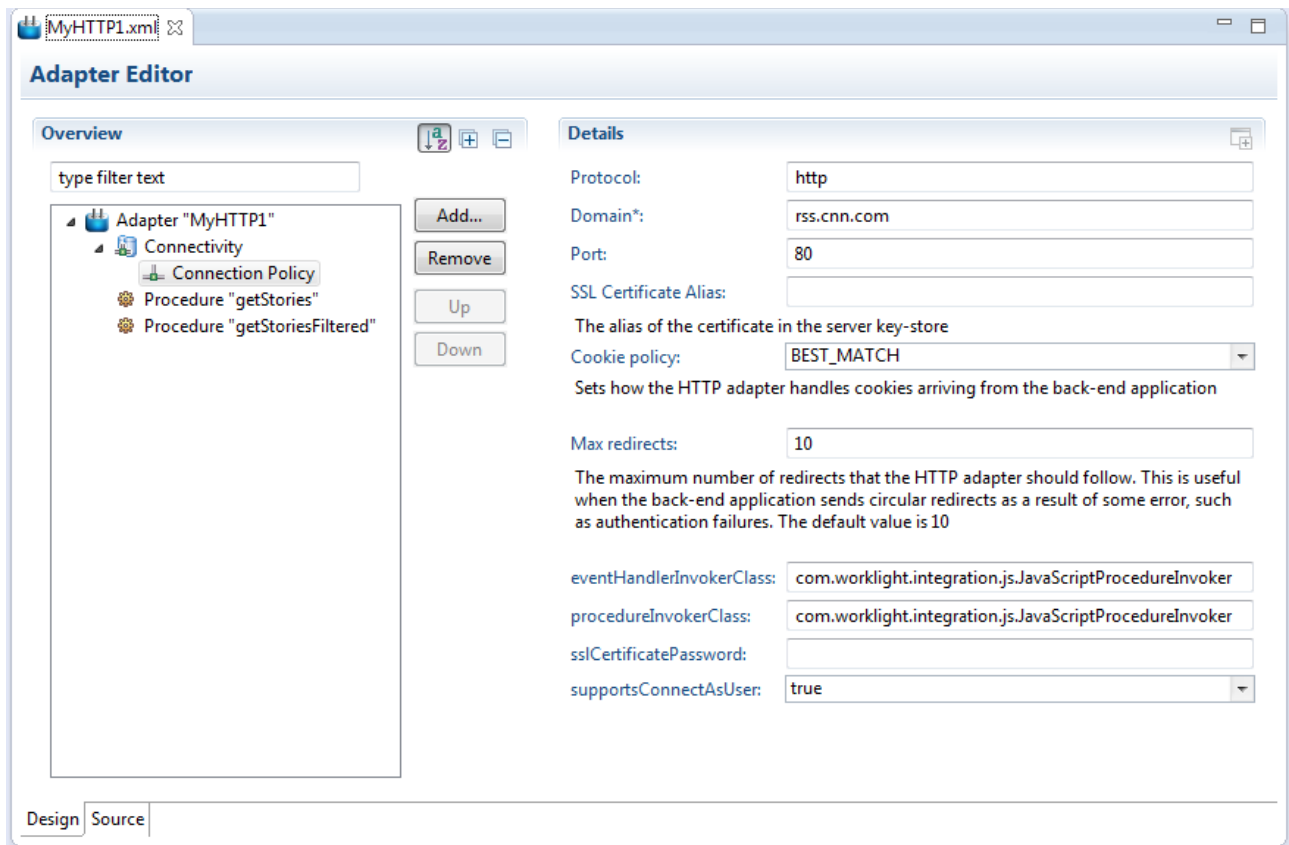 MyHTTP1.xml
Adapter Editor
Overview
type filter text
Adapter "MyHTTP1"
Connectivity
Connection Policy
Procedure "getStories"
Procedure "getStoriesFiltered"
Add...
Remove
Up
Down
Details
Protocol: http
Domain*: rss.cnn.com
Port: 80
SSL Certificate Alias:
The alias of the certificate in the server key-store
Cookie policy: BEST_MATCH
Sets how the HTTP adapter handles cookies arriving from the back-end application
Max redirects: 10
The maximum number of redirects that the HTTP adapter should follow. This is useful
when the back-end application sends circular redirects as a result of some error, such
as authentication failures. The default value is 10
eventHandlerInvokerClass: com.worklight.integration.js.JavaScriptProcedureInvoker
procedureInvokerClass: com.worklight.integration.js.JavaScriptProcedureInvoker
sslCertificatePassword:
supportsConnectAsUser: true
Design Source